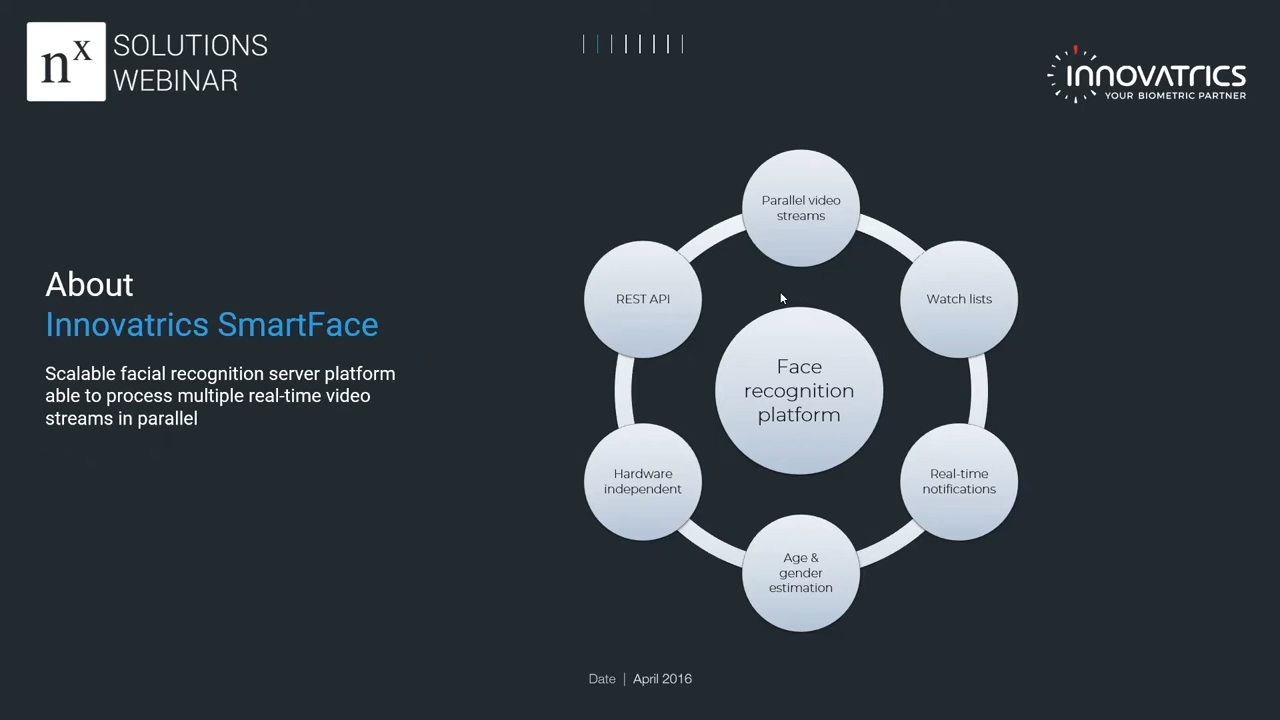 nx SOLUTIONS
WEBINAR
INNOVATRICS
YOUR BIOMETRIC PARTNER
About
Innovatrics SmartFace
Scalable facial recognition server platform
able to process multiple real-time video
streams in parallel
Parallel video
streams
REST API
Watch lists
Face
recognition
platform
Hardware
independent
Real-time
notifications
Age &
gender
estimation
Date | April 2016